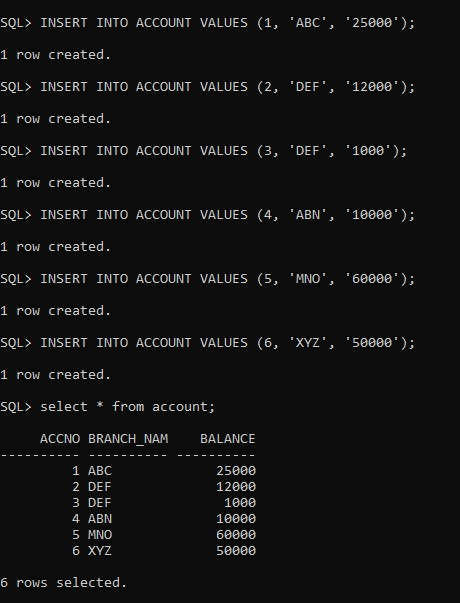 SQL> INSERT INTO ACCOUNT VALUES (1, 'ABC', '25000');
1 row created.
SQL> INSERT INTO ACCOUNT VALUES (2, 'DEF', '12000');
1 row created.
SQL> INSERT INTO ACCOUNT VALUES (3, 'DEF', '1000');
1 row created.
SQL> INSERT INTO ACCOUNT VALUES (4, 'ABN', '10000');
1 row created.
SQL> INSERT INTO ACCOUNT VALUES (5, 'MNO', '60000');
1 row created.
SQL> INSERT INTO ACCOUNT VALUES (6, 'XYZ', '50000');
1 row created.
SQL> select * from account;
     ACCNO BRANCH_NAM    BALANCE
---------- ---------- ----------
         1 ABC             25000
         2 DEF             12000
         3 DEF              1000
         4 ABN             10000
         5 MNO             60000
         6 XYZ             50000
6 rows selected.